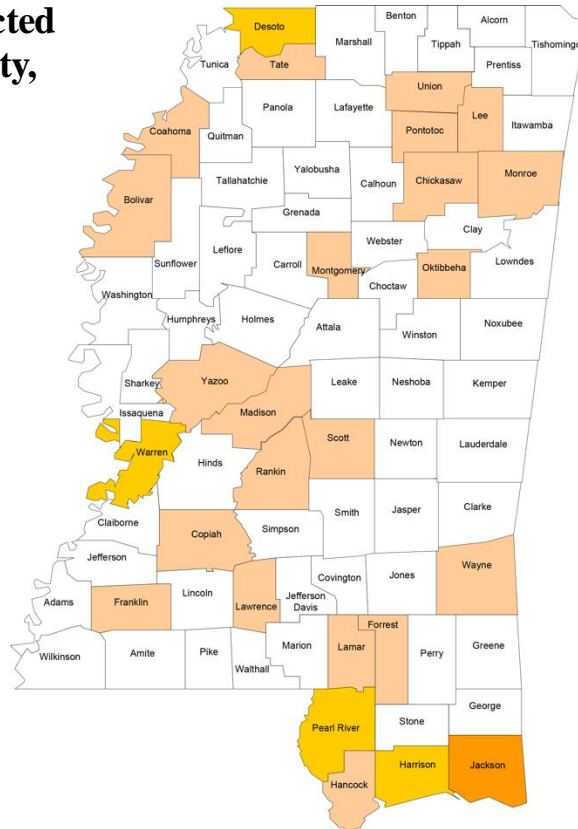 cted
ty,
Benton
Alcorn
Desoto
Marshall
Tippah
Tishomingo
Tunica
Tate
Prentiss
Union
Panola
Lafayette
Lee
Coahoma
Pontotoc
Itawamba
Quitman
Yalobusha
Tallahatchie
Calhoun
Chickasaw
Monroe
Bolivar
Grenada
Clay
Webster
Leflore
Carroll
Sunflower
Montgomery
Oktibbeha
Lowndes
Choctaw
Washington
Humphreys
Holmes
Attala
Winston
Noxubee
Sharkey
Yazoo
Leake
Neshoba
Kemper
Issaquena
Madison
Warren
Scott
Newton
Lauderdale
Hinds
Rankin
Smith
Jasper
Clarke
Claiborne
Copiah
Simpson
Jefferson
Covington
Jones
Wayne
Adams
Franklin
Lincoln
Lawrence
Jefferson
Davis
Forrest
Wilkinson
Amite
Pike
Walthall
Marion
Lamar
Perry
Greene
George
Pearl River
Stone
Hancock
Harrison
Jackson